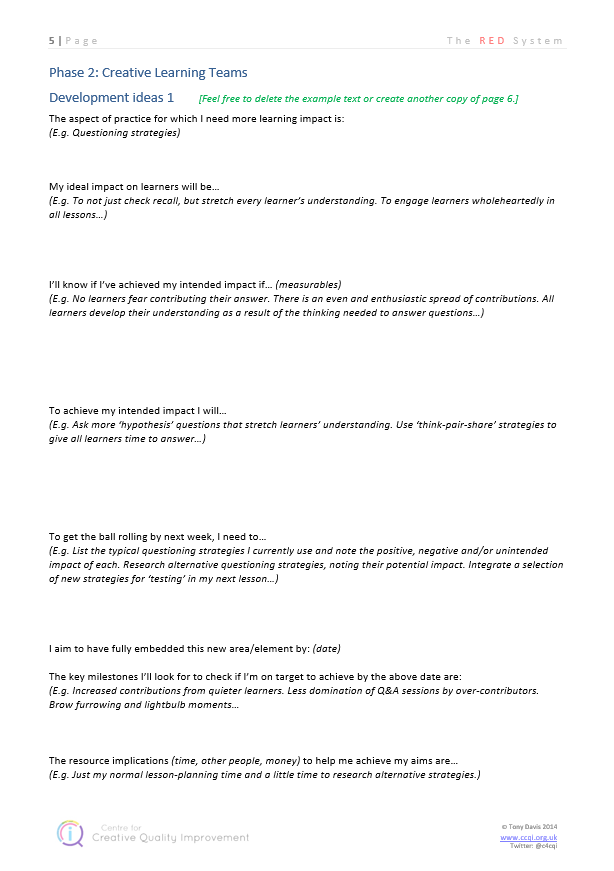 5 | Page The RED System
Phase 2: Creative Learning Teams
Development ideas 1 [Feel free to delete the example text or create another copy of page 6.]
The aspect of practice for which I need more learning impact is:
(E.g. Questioning strategies)
My ideal impact on learners will be…
(E.g. To not just check recall, but stretch every learner’s understanding. To engage learners wholeheartedly in
all lessons…)
I’ll know if I’ve achieved my intended impact if… (measurables)
(E.g. No learners fear contributing their answer. There is an even and enthusiastic spread of contributions. All
learners develop their understanding as a result of the thinking needed to answer questions…)
To achieve my intended impact I will…
(E.g. Ask more ‘hypothesis’ questions that stretch learners’ understanding. Use ‘think-pair-share’ strategies to
give all learners time to answer…)
To get the ball rolling by next week, I need to…
(E.g. List the typical questioning strategies I currently use and note the positive, negative and/or unintended
impact of each. Research alternative questioning strategies, noting their potential impact. Integrate a selection
of new strategies for ‘testing’ in my next lesson…)
I aim to have fully embedded this new area/element by: (date)
The key milestones I’ll look for to check if I’m on target to achieve by the above date are:
(E.g. Increased contributions from quieter learners. Less domination of Q&A sessions by over-contributors.
Brow furrowing and lightbulb moments…
The resource implications (time, other people, money) to help me achieve my aims are…
(E.g. Just my normal lesson-planning time and a little time to research alternative strategies.)
Centre for
Creative Quality Improvement
© Tony Davis 2014
www.ccqi.org.uk
Twitter: @c4cqi